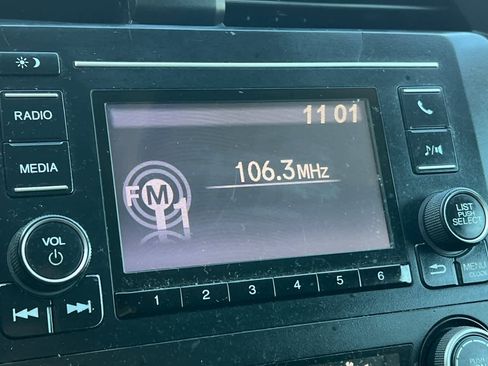 RADIO
MEDIA
VOL
11 01
106.3MHz
FM
1
LIST
PUSH
SELECT
MENU
CLOCK
1 2 3 4 5 6
PUSH